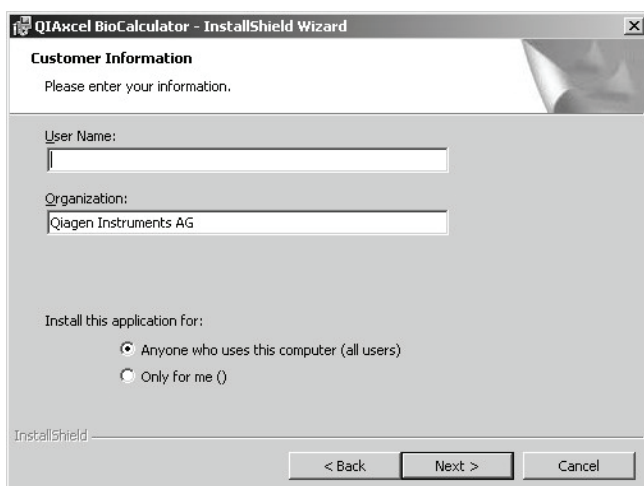 QIAxcel BioCalculator - InstallShield Wizard
Customer Information
Please enter your information.
User Name:
Organization:
Qiagen Instruments AG
Install this application for:
Anyone who uses this computer (all users)
Only for me ()
InstallShield
< Back Next > Cancel